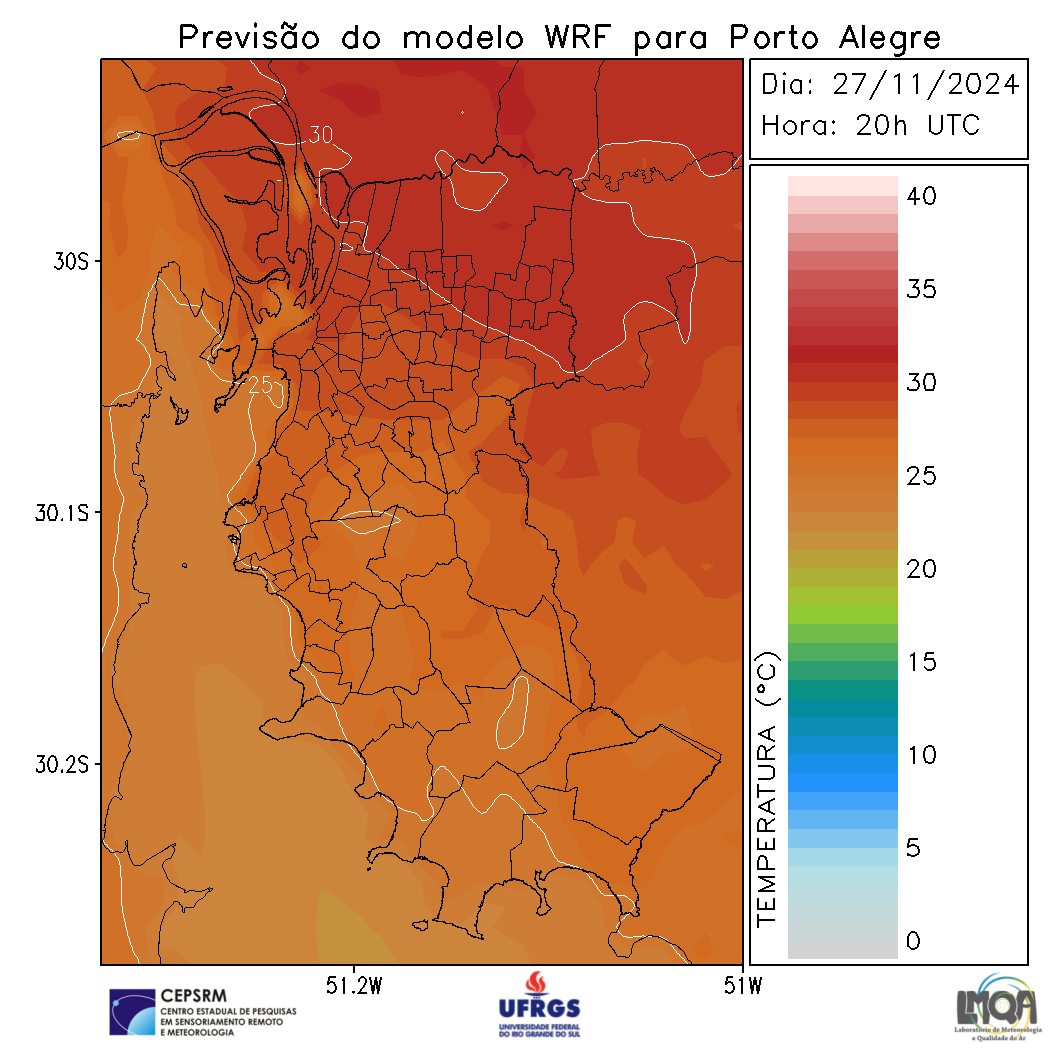 Previsão do modelo WRF para Porto Alegre
Dia: 27/11/2024
Hora: 20h UTC
30
25
30S
30.1S
30.2S
51.2W
51W
TEMPERATURA (°C)
40
35
30
25
20
15
10
5
0
CEPSRM
CENTRO ESTADUAL DE PESQUISAS
EM SENSORIAMENTO REMOTO
E METEOROLOGIA
UFRGS
UNIVERSIDADE FEDERAL
DO RIO GRANDE DO SUL
LMQA
Laboratório de Meteorologia
e Qualidade do Ar